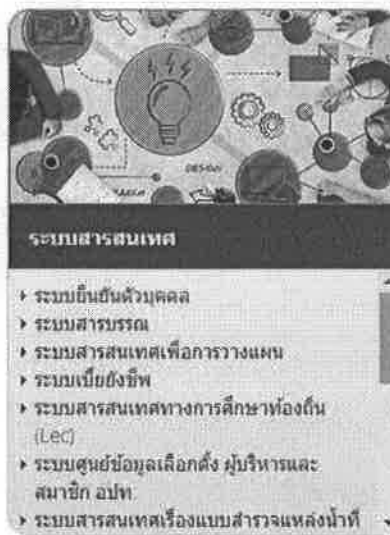 DESIGN
ระบบสารสนเทศ
ระบบยืนยันตัวบุคคล
ระบบสารบรรณ
ระบบสารสนเทศเพื่อการวางแผน
ระบบเบี้ยยังชีพ
ระบบสารสนเทศทางการศึกษาท้องถิ่น
(Lec)
ระบบศูนย์ข้อมูลเลือกตั้ง ผู้บริหารและ
สมาชิก อปท.
ระบบสารสนเทศเรื่องแบบสำรวจแหล่งน้ำที่